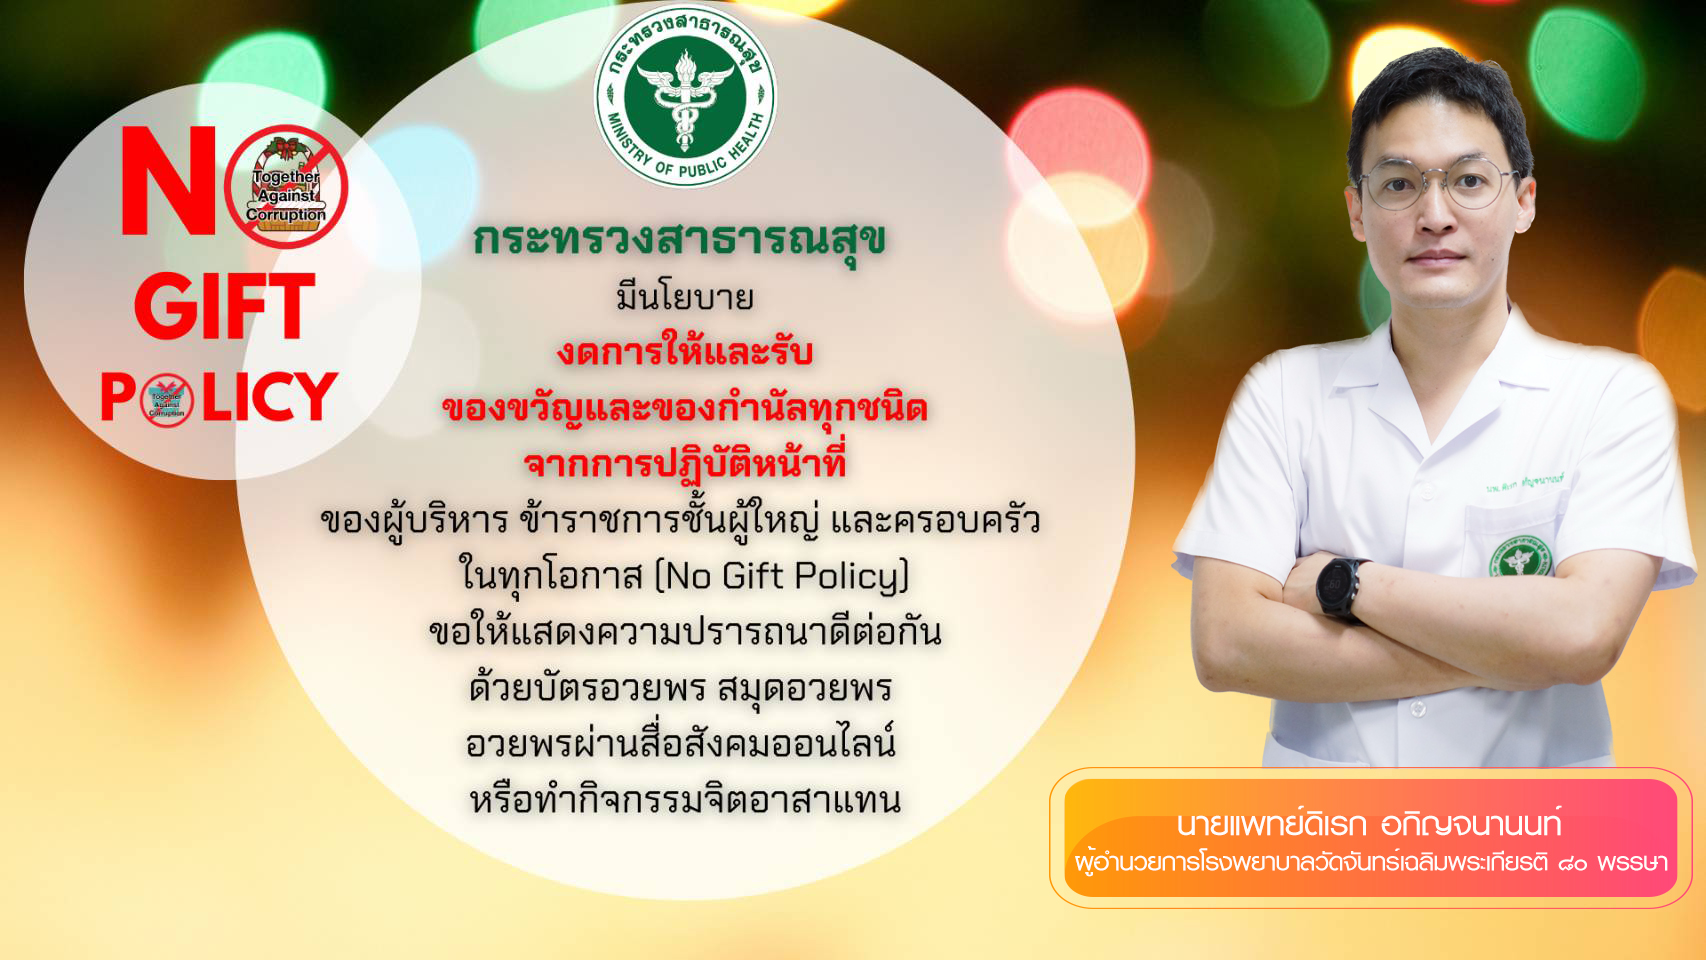 กระทรวงสาธารณสุข
MINISTRY OF PUBLIC HEALTH
NO
Together
Against
Corruption
GIFT
POLICY
Together
Against
Corruption
กระทรวงสาธารณสุข
มีนโยบาย
งดการให้และรับ
ของขวัญและของกำนัลทุกชนิด
จากการปฏิบัติหน้าที่
ของผู้บริหาร ข้าราชการชั้นผู้ใหญ่ และครอบครัว
ในทุกโอกาส (No Gift Policy)
ขอให้แสดงความปรารถนาดีต่อกัน
ด้วยบัตรอวยพร สมุดอวยพร
อวยพรผ่านสื่อสังคมออนไลน์
หรือทำกิจกรรมจิตอาสาแทน
นายแพทย์ดิเรก อภิญจนานนท์
ผู้อำนวยการโรงพยาบาลวัดจันทร์เฉลิมพระเกียรติ ๘๐ พรรษา